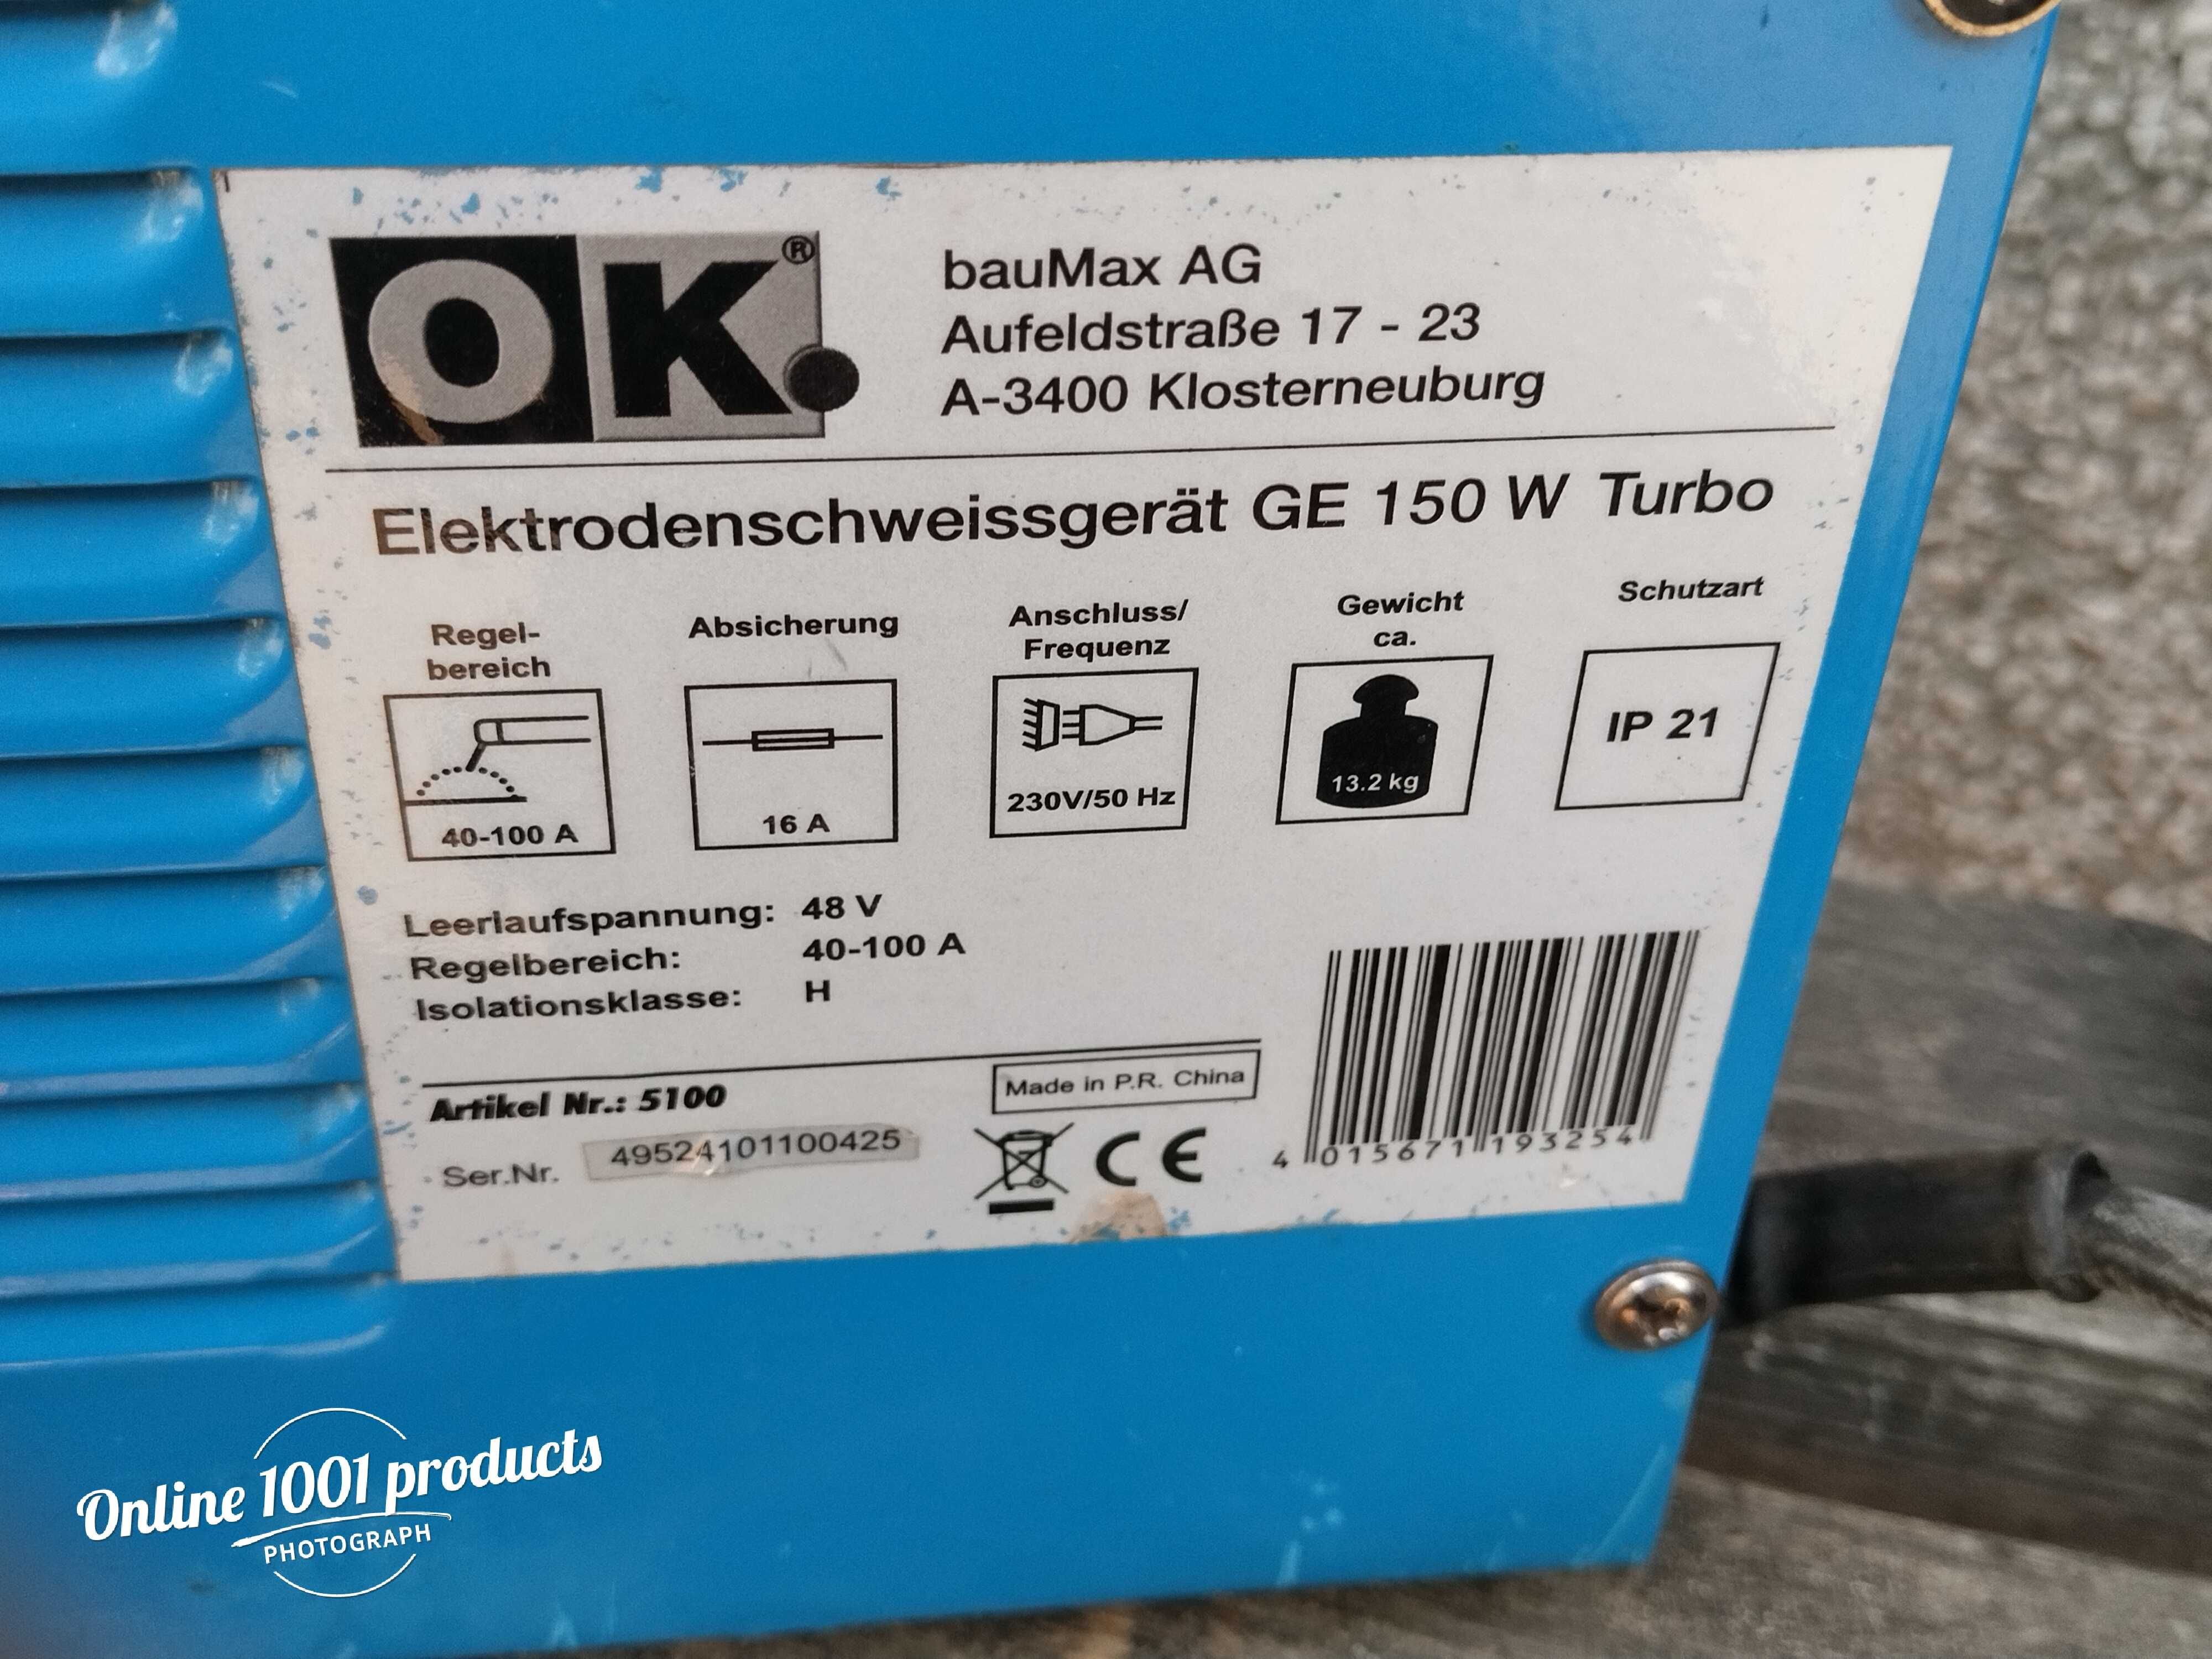 OK.®
bauMax AG
Aufeldstraße 17 - 23
A-3400 Klosterneuburg
Elektrodenschweissgerät GE 150 W Turbo
Regel-
bereich
40-100 A
Absicherung
16 A
Anschluss/
Frequenz
230V/50 Hz
Gewicht
ca.
13.2 kg
Schutzart
IP 21
Leerlaufspannung: 48 V
Regelbereich: 40-100 A
Isolationsklasse: H
Artikel Nr.: 5100
Made in P.R. China
Ser.Nr. 49524101100425
CE
4 015671 193254
Online 1001 products
PHOTOGRAPH